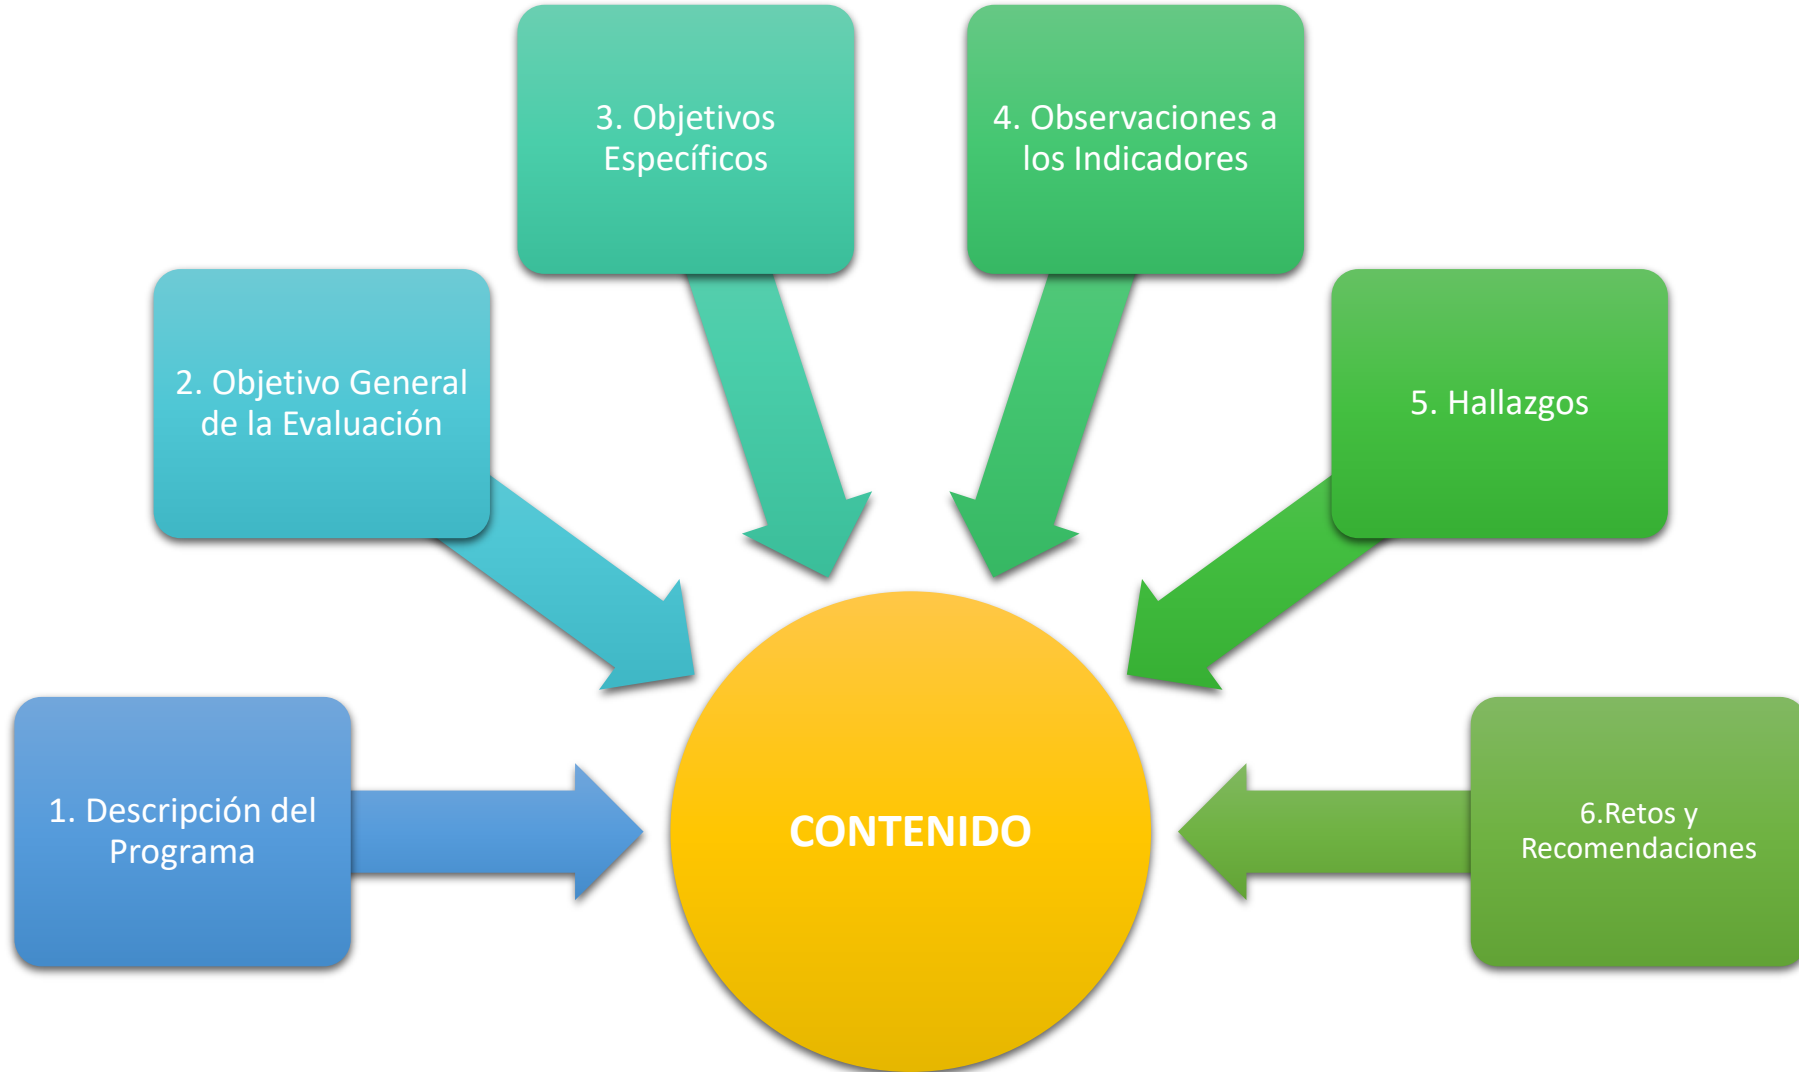 1. Descripción del
Programa
2. Objetivo General
de la Evaluación
3. Objetivos
Específicos
4. Observaciones a
los Indicadores
5. Hallazgos
6.Retos y
Recomendaciones
CONTENIDO